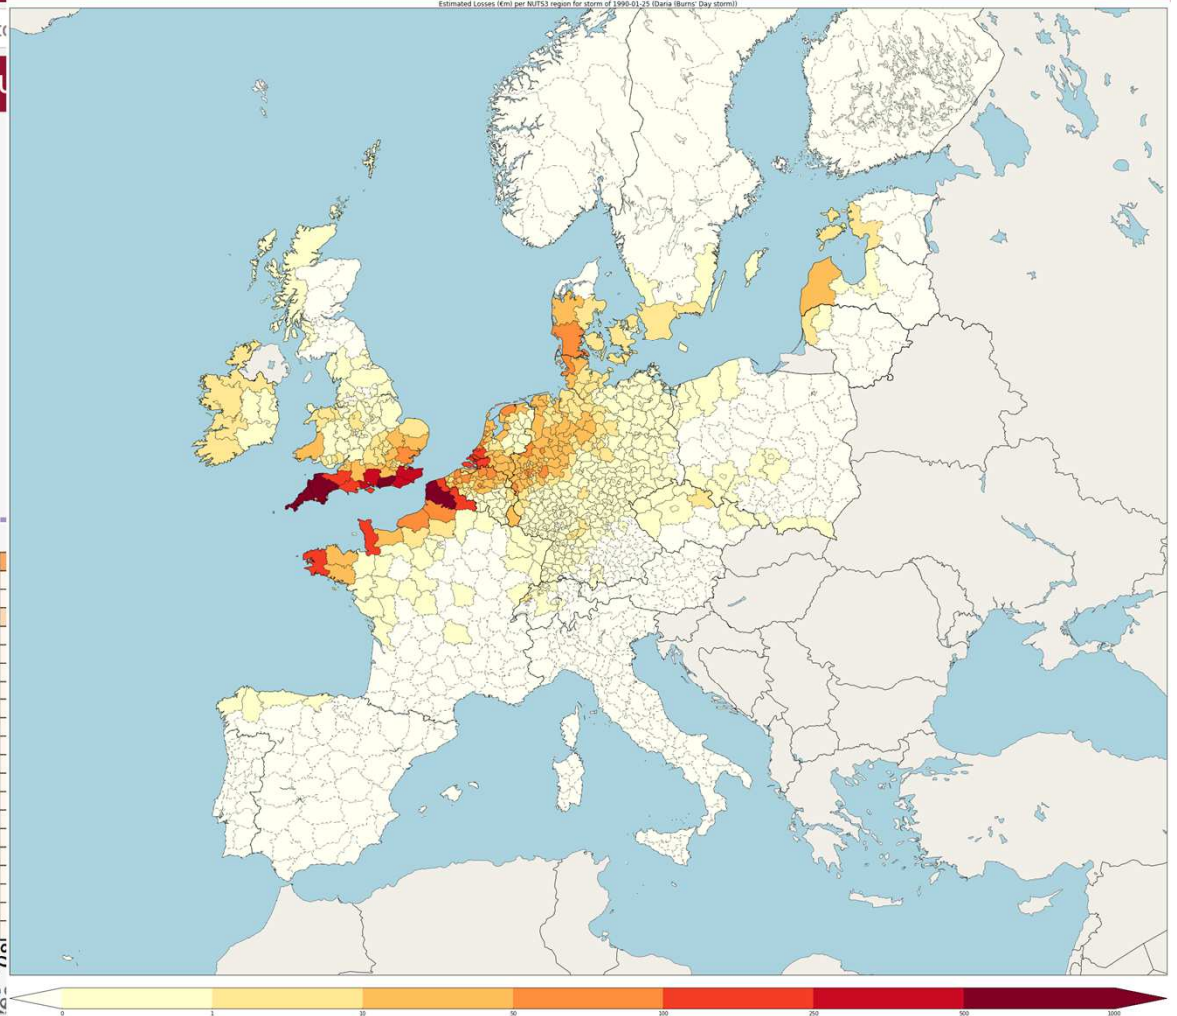 Estimated Losses (€m) per NUTS3 region for storm of 1990-01-25 (Daria (Burns' Day storm))
0 1 10 50 100 250 500 1000